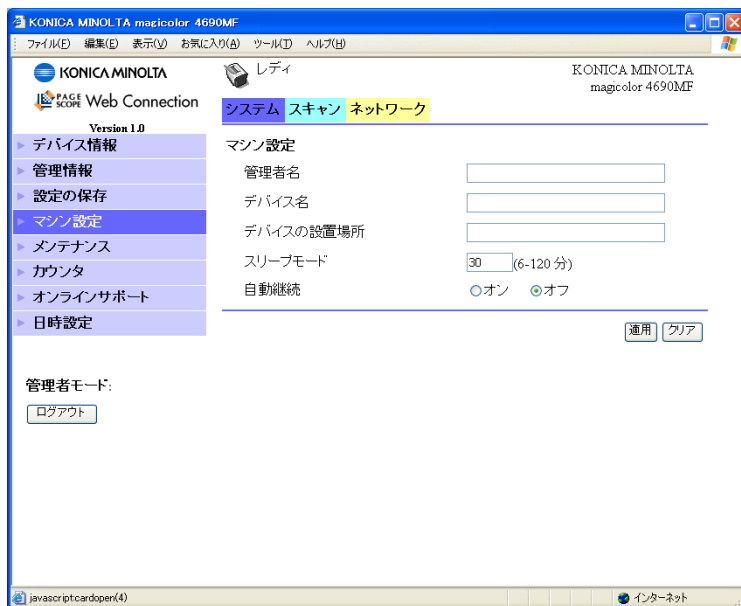 KONICA MINOLTA magicolor 4690MF
ファイル(F) 編集(E) 表示(V) お気に入り(A) ツール(T) ヘルプ(H)
KONICA MINOLTA
レディ
KONICA MINOLTA
magicolor 4690MF
PAGE SCOPE Web Connection
Version 1.0
システム スキャン ネットワーク
デバイス情報
管理情報
設定の保存
マシン設定
メンテナンス
カウンタ
オンラインサポート
日時設定
管理者モード:
ログアウト
マシン設定
管理者名
デバイス名
デバイスの設置場所
スリープモード 30 (6-120 分)
自動継続 オン オフ
適用 クリア
javascript:cardopen(4) インターネット